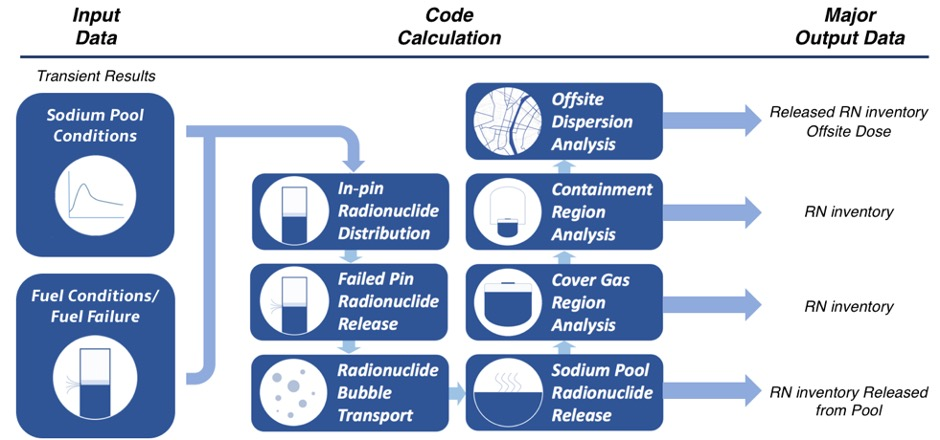 Input
Data
Code
Calculation
Major
Output Data
Transient Results
Sodium Pool
Conditions
Fuel Conditions/
Fuel Failure
In-pin
Radionuclide
Distribution
Failed Pin
Radionuclide
Release
Radionuclide
Bubble
Transport
Offsite
Dispersion
Analysis
Containment
Region
Analysis
Cover Gas
Region
Analysis
Sodium Pool
Radionuclide
Release
Released RN inventory
Offsite Dose
RN inventory
RN inventory
RN inventory Released
from Pool